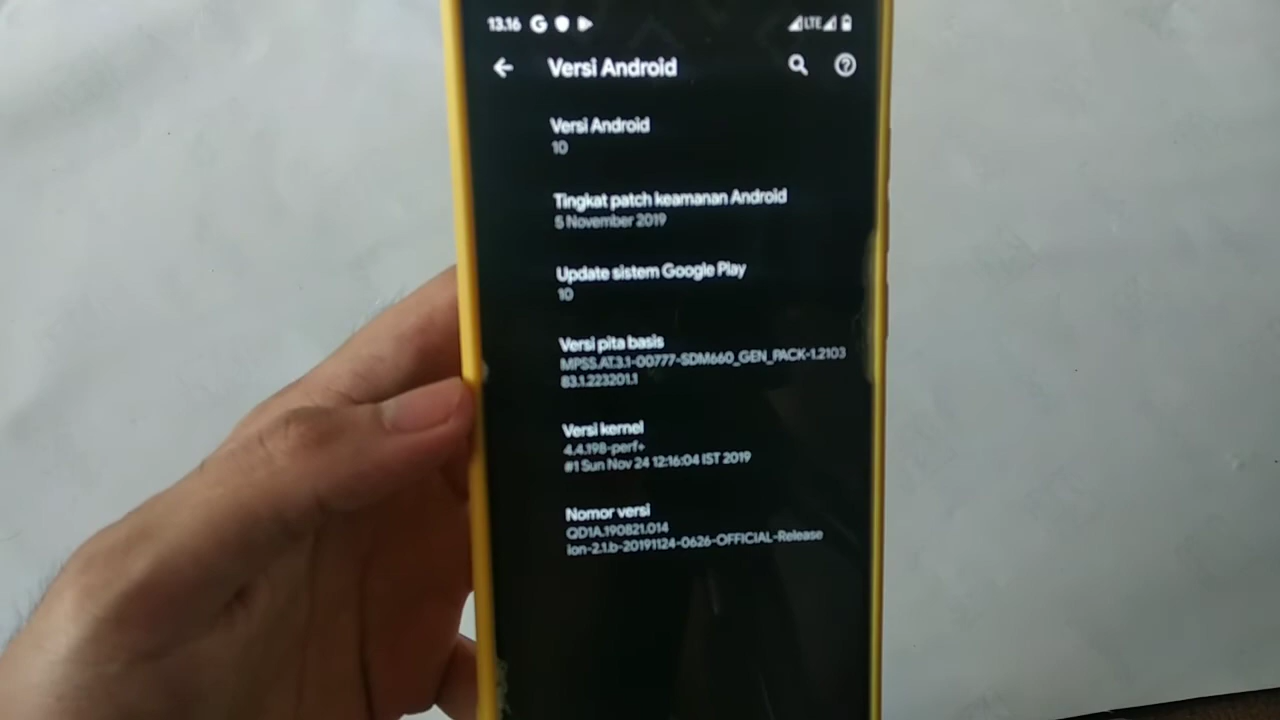 13.16 LTE
Versi Android
Versi Android
10
Tingkat patch keamanan Android
5 November 2019
Update sistem Google Play
10
Versi pita basis
MPSS.AT.3.1-00777-SDM660_GEN_PACK-1.2103
83.1.223201.1
Versi kernel
4.4.198-perf+
#1 Sun Nov 24 12:16:04 IST 2019
Nomor versi
QD1A.190821.014
ion-2.1.b-20191124-0626-OFFICIAL-Release